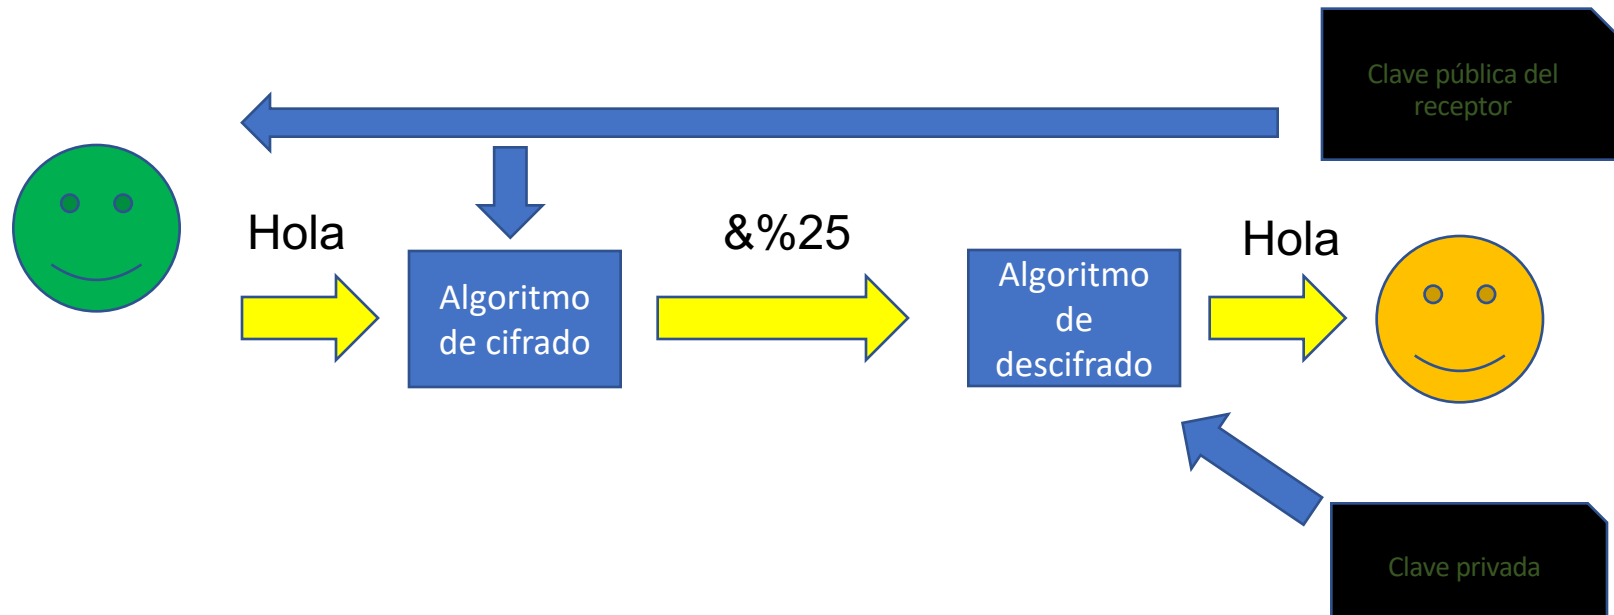 Clave pública del
receptor
Hola
&%25
Hola
Algoritmo
de cifrado
Algoritmo
de
descifrado
Clave privada